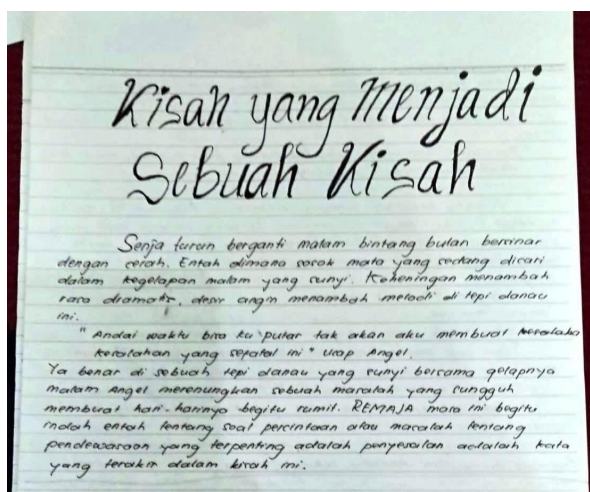 Kisah yang Menjadi
Sebuah Kisah
Senja turun berganti malam bintang bulan bersinar
dengan cerah. Entah dimana sosok mata yang sedang dicari
dalam kegelapan malam yang sunyi. Keheningan menambah
rasa dramatis, desir angin menambah melodi di tepi danau
ini.
"Andai waktu bisa ku putar tak akan aku membuat
kesalahan yang sefatal ini" ucap Angel.
Ya benar di sebuah tepi danau yang sunyi bersama gelapnya
malam Angel merenungkan sebuah masalah yang sungguh
membuat hari-harinya begitu rumit. REMAJA masa ini begitu
indah entah tentang soal percintaan atau masalah tentang
pendewasaan yang terpenting adalah penyesalan adalah kata
yang terakir dalam kisah ini.